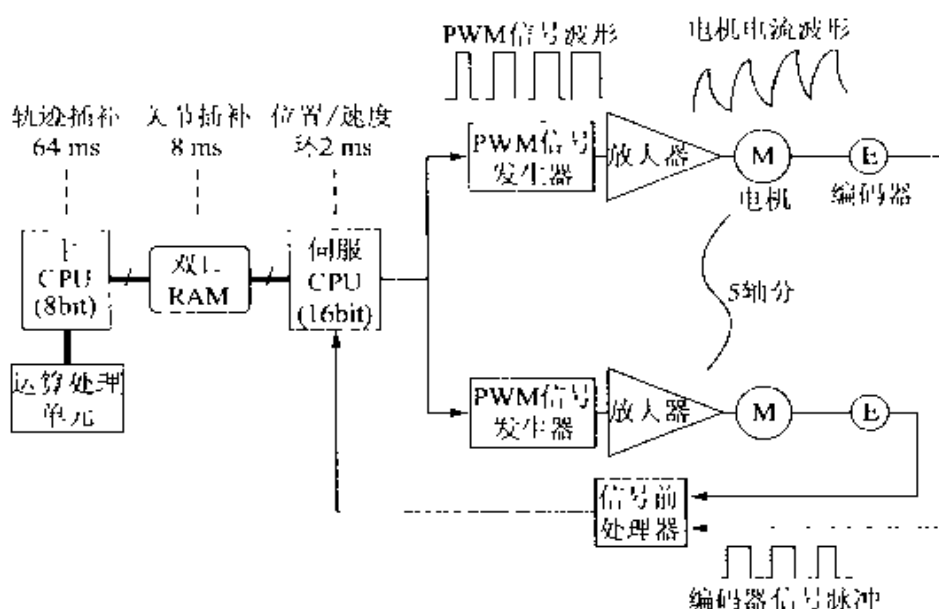 PWM信号波形
电机电流波形
轨迹插补
64 ms
关节插补
8 ms
位置/速度
环2 ms
PWM信号
发生器
放大器
M
电机
E
编码器
主
CPU
(8bit)
双口
RAM
伺服
CPU
(16bit)
5轴分
运算处理
单元
PWM信号
发生器
放大器
M
E
信号前
处理器
编码器信号脉冲